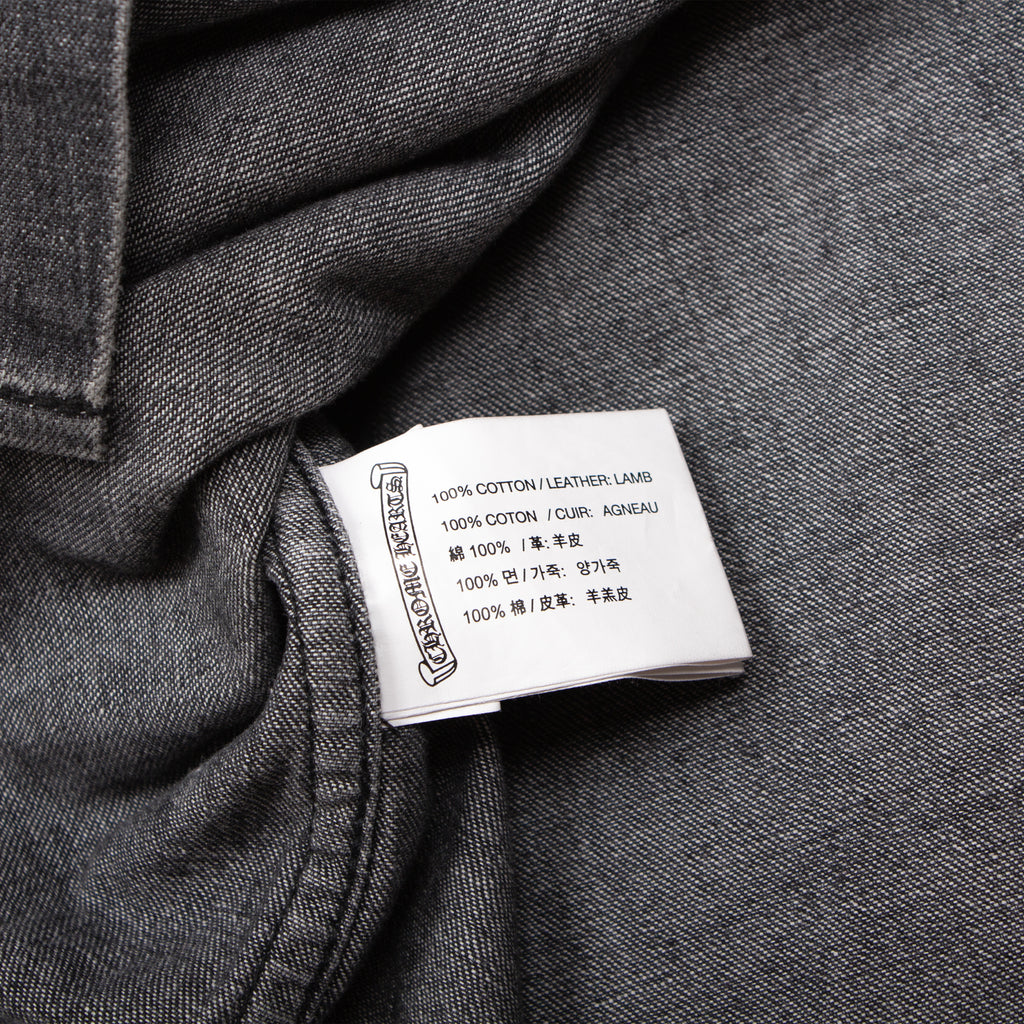 CHROME HEARTS
100% COTTON / LEATHER: LAMB
100% COTON / CUIR: AGNEAU
綿 100% / 革: 羊皮
100% 면 / 가죽: 양가죽
100% 棉 / 皮革: 羊羔皮